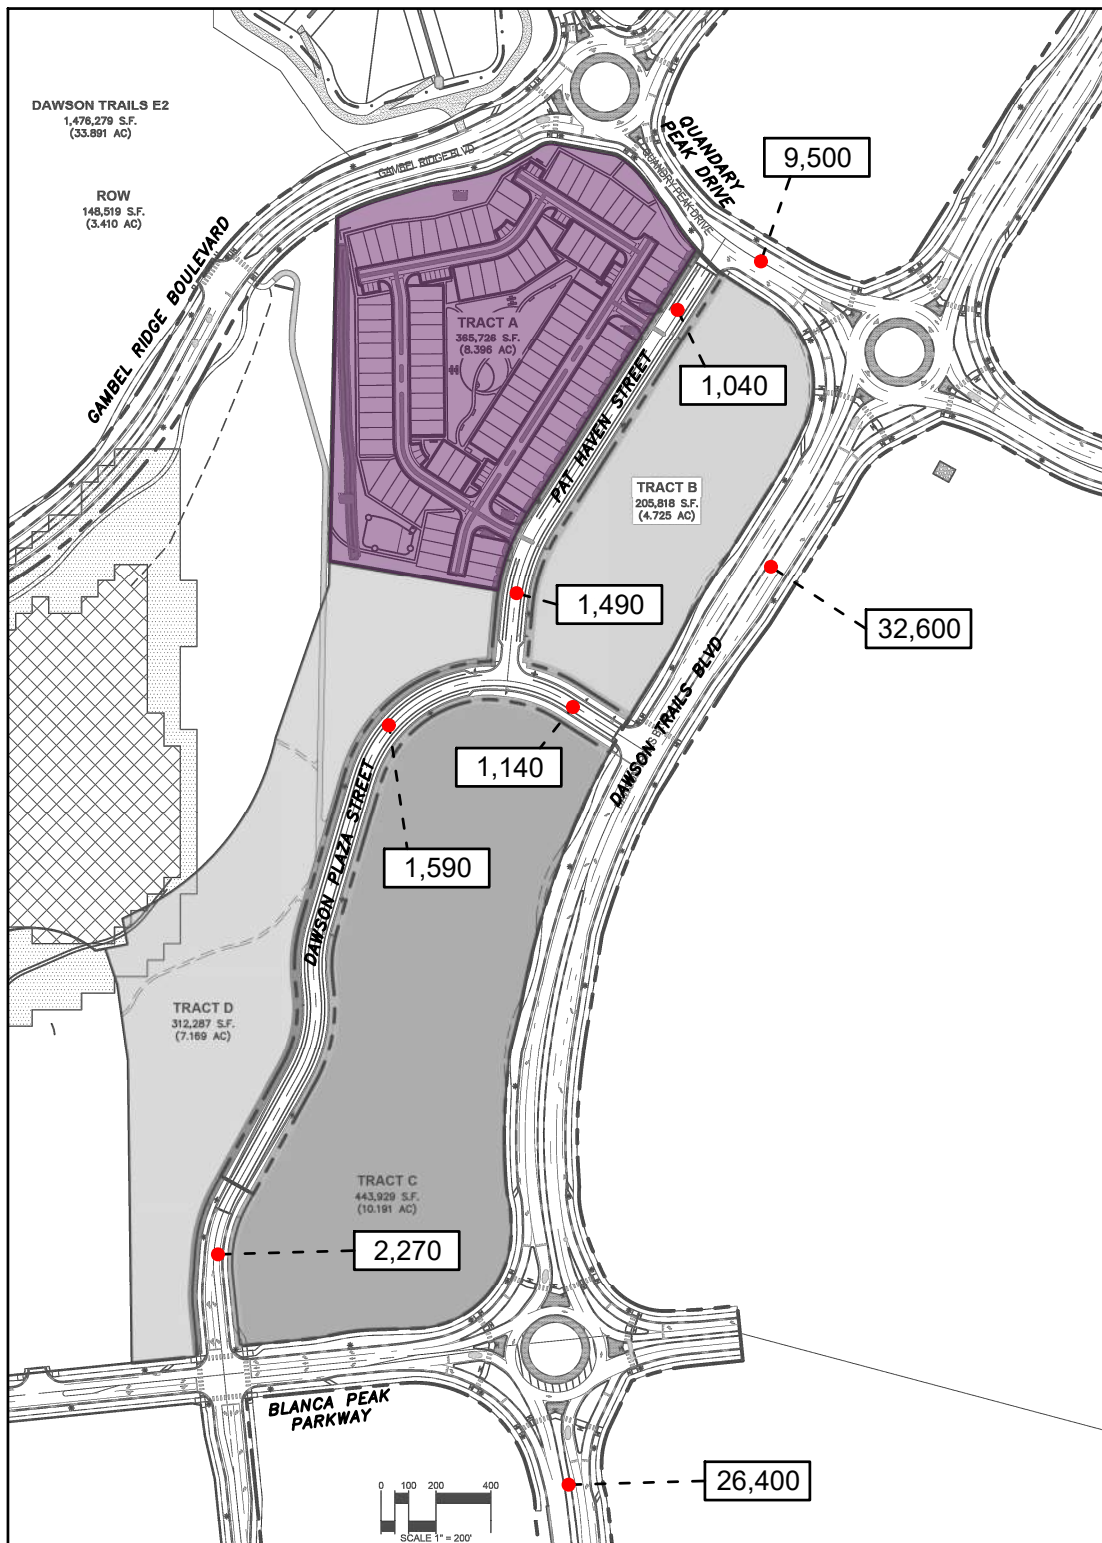 DAWSON TRAILS E2
1,476,279 S.F.
(33.891 AC)
ROW
148,519 S.F.
(3.410 AC)
GAMBEL RIDGE BLVD
GAMBEL RIDGE BOULEVARD
QUANDARY
PEAK DRIVE
QUANDRY PEAK DRIVE
9,500
TRACT A
365,726 S.F.
(8.396 AC)
1,040
PAT HAVEN STREET
TRACT B
205,818 S.F.
(4.725 AC)
1,490
32,600
DAWSON TRAILS BLVD
1,140
1,590
DAWSON PLAZA STREET
TRACT D
312,287 S.F.
(7.169 AC)
TRACT C
443,929 S.F.
(10.191 AC)
2,270
BLANCA PEAK
PARKWAY
26,400
0 100 200 400
SCALE 1" = 200'